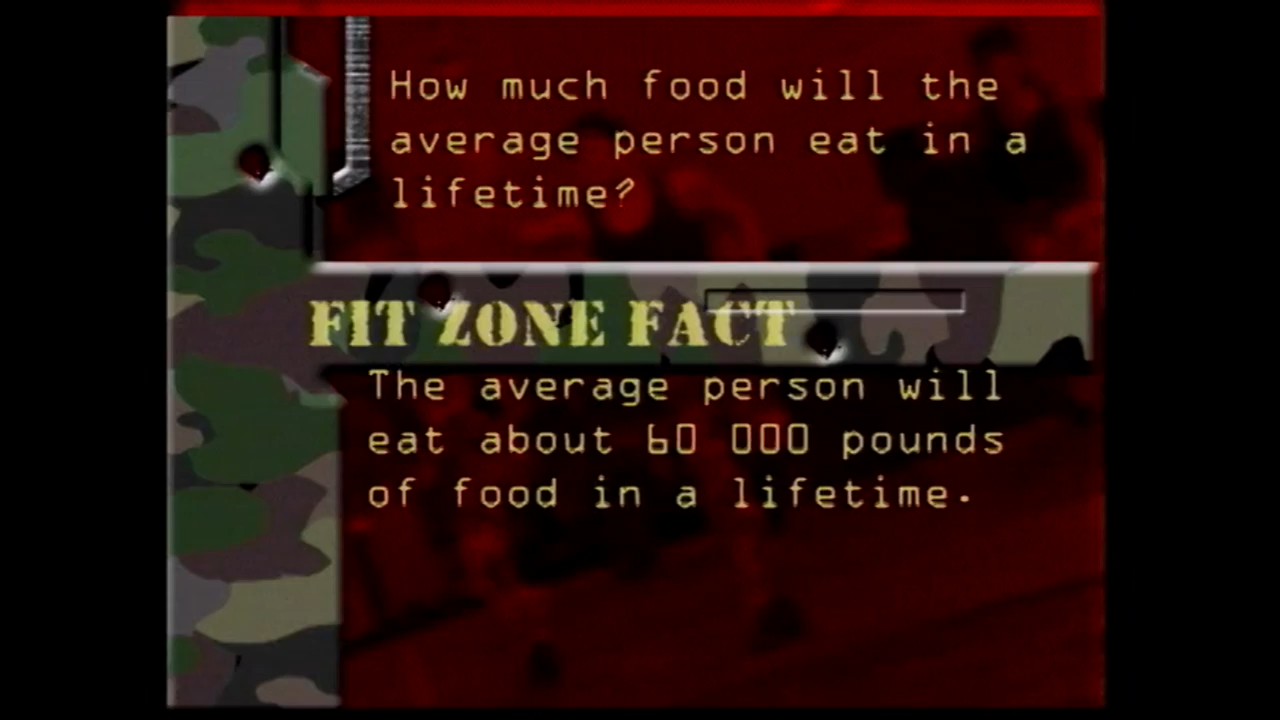 How much food will the
average person eat in a
lifetime?
FIT ZONE FACT
The average person will
eat about 60 000 pounds
of food in a lifetime.